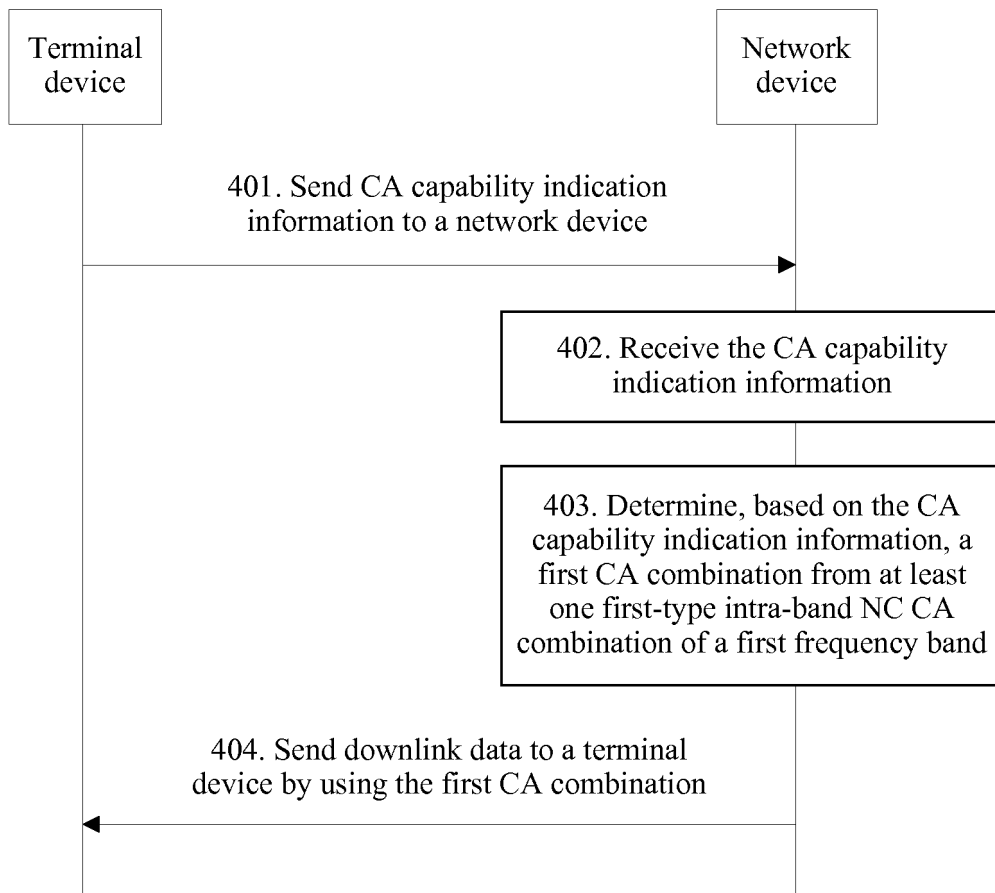 Terminal
device
Network
device
401. Send CA capability indication
information to a network device
402. Receive the CA capability
indication information
403. Determine, based on the CA
capability indication information, a
first CA combination from at least
one first-type intra-band NC CA
combination of a first frequency band
404. Send downlink data to a terminal
device by using the first CA combination